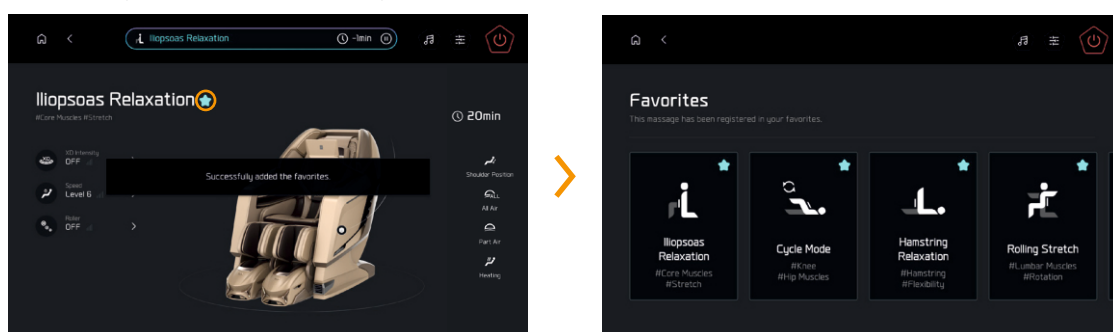 Iliopsoas Relaxation
-1min
Iliopsoas Relaxation
#Core Muscles #Stretch
20min
XD Intensity
OFF
Speed
Level 6
Roller
OFF
Successfully added the favorites.
Shoulder Position
ALL
All Air
Part Air
Heating
Favorites
This massage has been registered in your favorites.
Iliopsoas
Relaxation
#Core Muscles
#Stretch
Cycle Mode
#Knee
#Hip Muscles
Hamstring
Relaxation
#Hamstring
#Flexibility
Rolling Stretch
#Lumbar Muscles
#Rotation